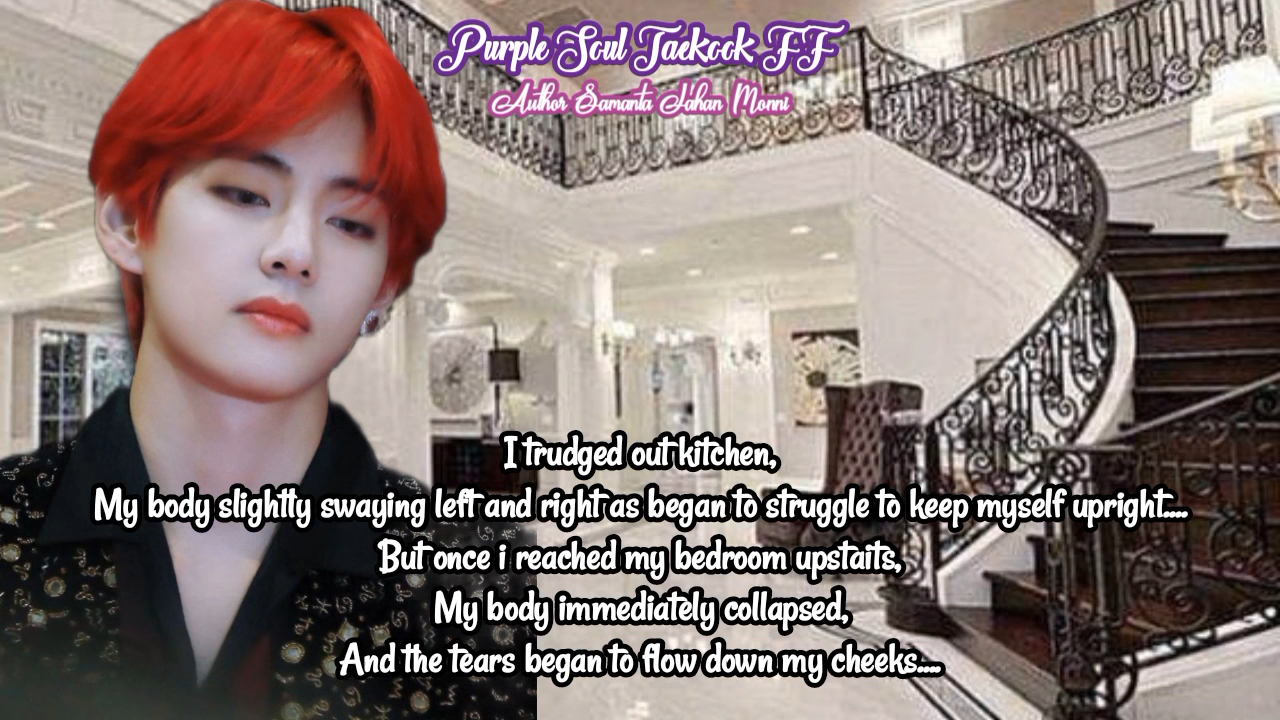 Purple Soul Taekook FF
Author Samanta Jahan Monni
I trudged out kitchen,
My body slightly swaying left and right as began to struggle to keep myself upright....
But once i reached my bedroom upstaits,
My body immediately collapsed,
And the tears began to flow down my cheeks....